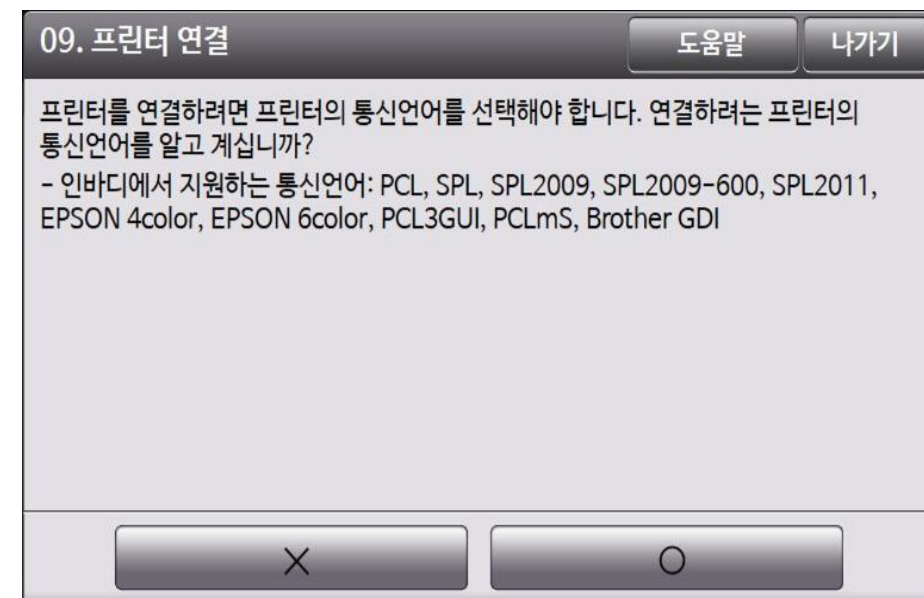 09. 프린터 연결
도움말
나가기
프린터를 연결하려면 프린터의 통신언어를 선택해야 합니다. 연결하려는 프린터의
통신언어를 알고 계십니까?
- 인바디에서 지원하는 통신언어: PCL, SPL, SPL2009, SPL2009-600, SPL2011,
EPSON 4color, EPSON 6color, PCL3GUI, PCLmS, Brother GDI
X
O